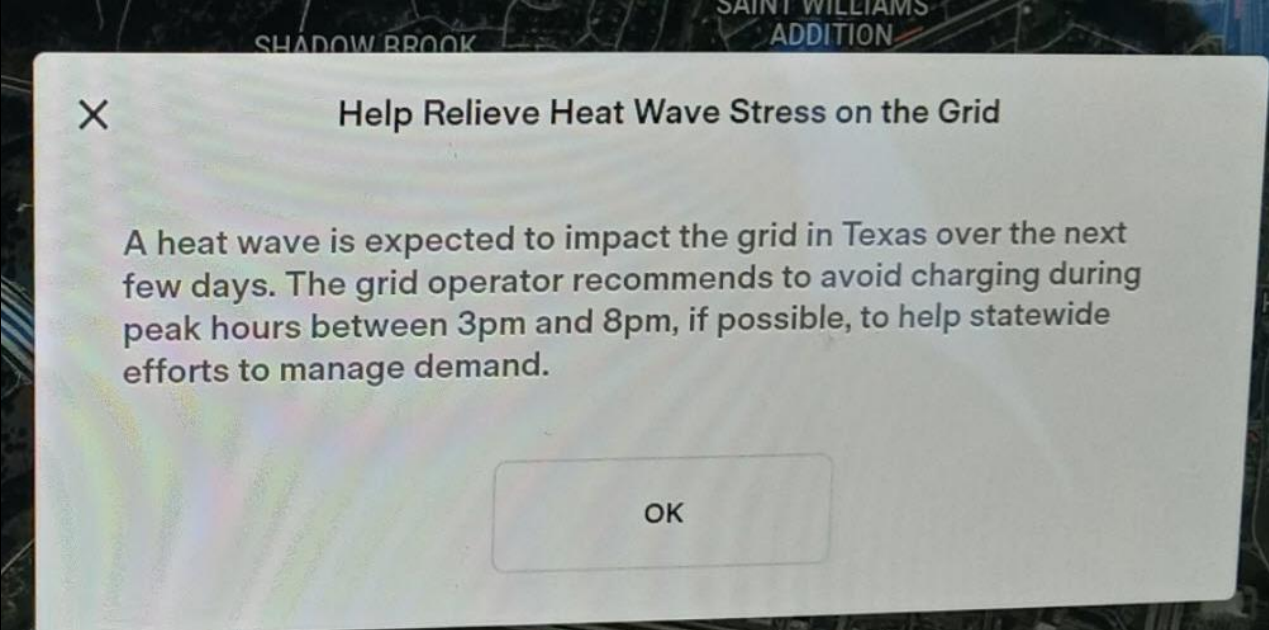 SAINT WILLIAMS
ADDITION
SHADOW BROOK
X
Help Relieve Heat Wave Stress on the Grid
A heat wave is expected to impact the grid in Texas over the next
few days. The grid operator recommends to avoid charging during
peak hours between 3pm and 8pm, if possible, to help statewide
efforts to manage demand.
OK